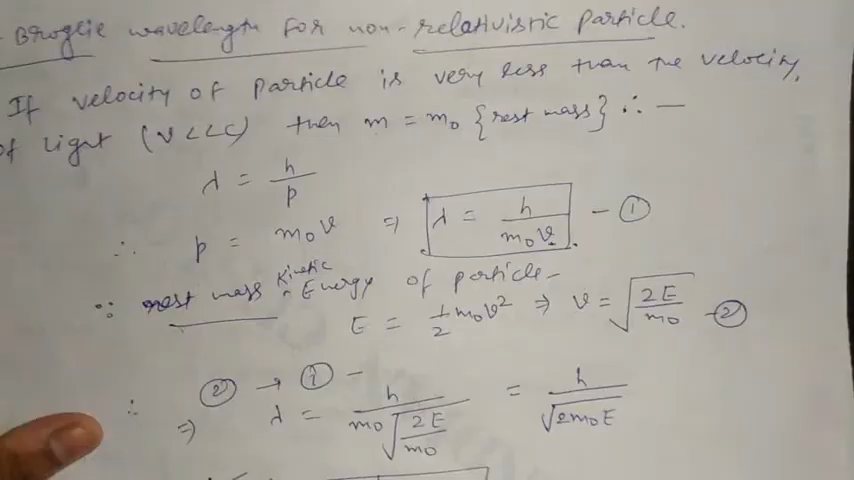 Broglie wavelength for non-relativistic particle.
If velocity of particle is very less than the velocity,
of light (v <<c) then m = m₀ {rest mass} ∴ —
λ = h/p
∴ p = m₀v ⇒ λ = h/(m₀v) - ①
∵ rest mass Kinetic Energy of particle-
E = ½ m₀v² ⇒ v = √(2E/m₀) -②
∴ ② → ① -
⇒ λ = h/(m₀√(2E/m₀)) = h/√(2m₀E)